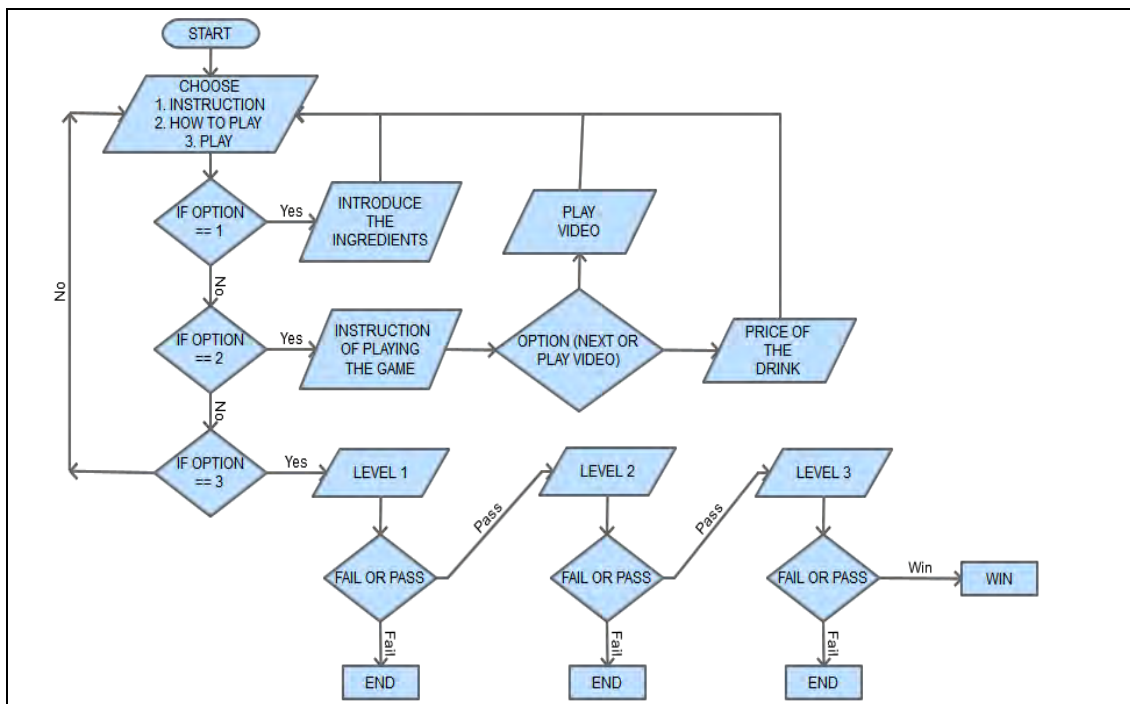 START
CHOOSE
1. INSTRUCTION
2. HOW TO PLAY
3. PLAY
IF OPTION
== 1
Yes
INTRODUCE
THE
INGREDIENTS
PLAY
VIDEO
No
No
IF OPTION
== 2
Yes
INSTRUCTION
OF PLAYING
THE GAME
OPTION (NEXT OR
PLAY VIDEO)
PRICE OF
THE
DRINK
No
IF OPTION
== 3
Yes
LEVEL 1
Pass
LEVEL 2
Pass
LEVEL 3
FAIL OR PASS
FAIL OR PASS
FAIL OR PASS
Win
WIN
Fail
Fail
Fail
END
END
END